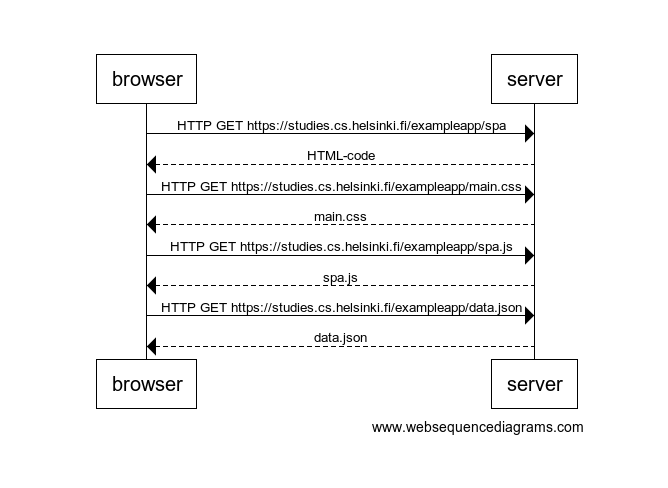 browser
server
HTTP GET https://studies.cs.helsinki.fi/exampleapp/spa
HTML-code
HTTP GET https://studies.cs.helsinki.fi/exampleapp/main.css
main.css
HTTP GET https://studies.cs.helsinki.fi/exampleapp/spa.js
spa.js
HTTP GET https://studies.cs.helsinki.fi/exampleapp/data.json
data.json
browser
server
www.websequencediagrams.com